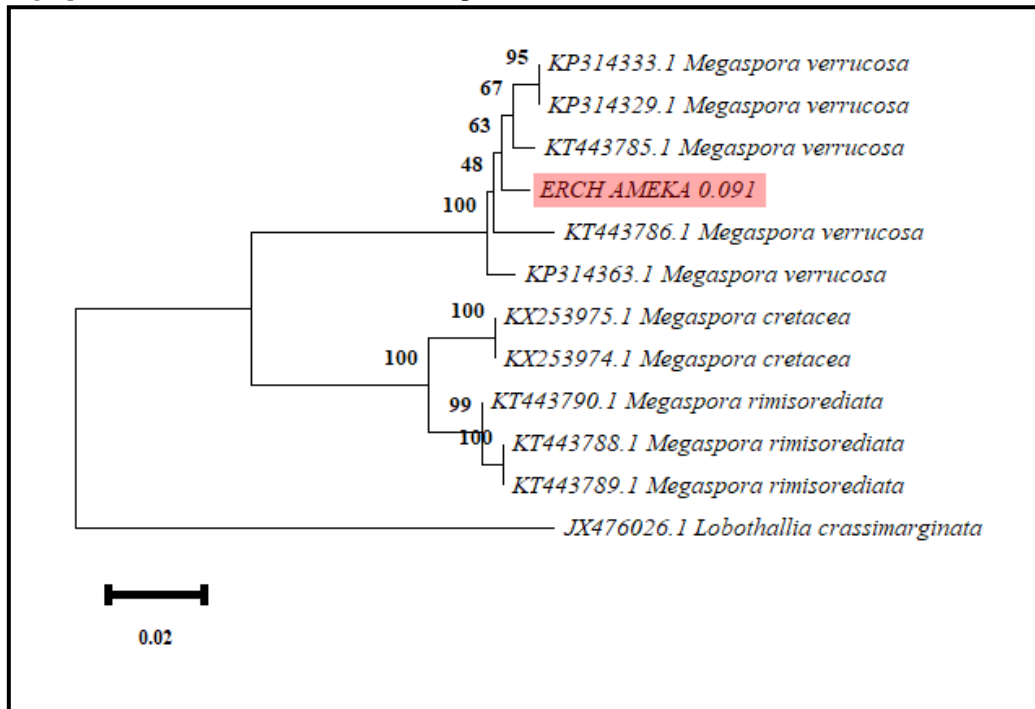 95 KP314333.1 Megaspora verrucosa
67
KP314329.1 Megaspora verrucosa
63
KT443785.1 Megaspora verrucosa
48
ERCH AMEKA 0.091
100
KT443786.1 Megaspora verrucosa
KP314363.1 Megaspora verrucosa
100 KX253975.1 Megaspora cretacea
100 KX253974.1 Megaspora cretacea
99 KT443790.1 Megaspora rimisorediata
100 KT443788.1 Megaspora rimisorediata
KT443789.1 Megaspora rimisorediata
JX476026.1 Lobothallia crassimarginata
0.02